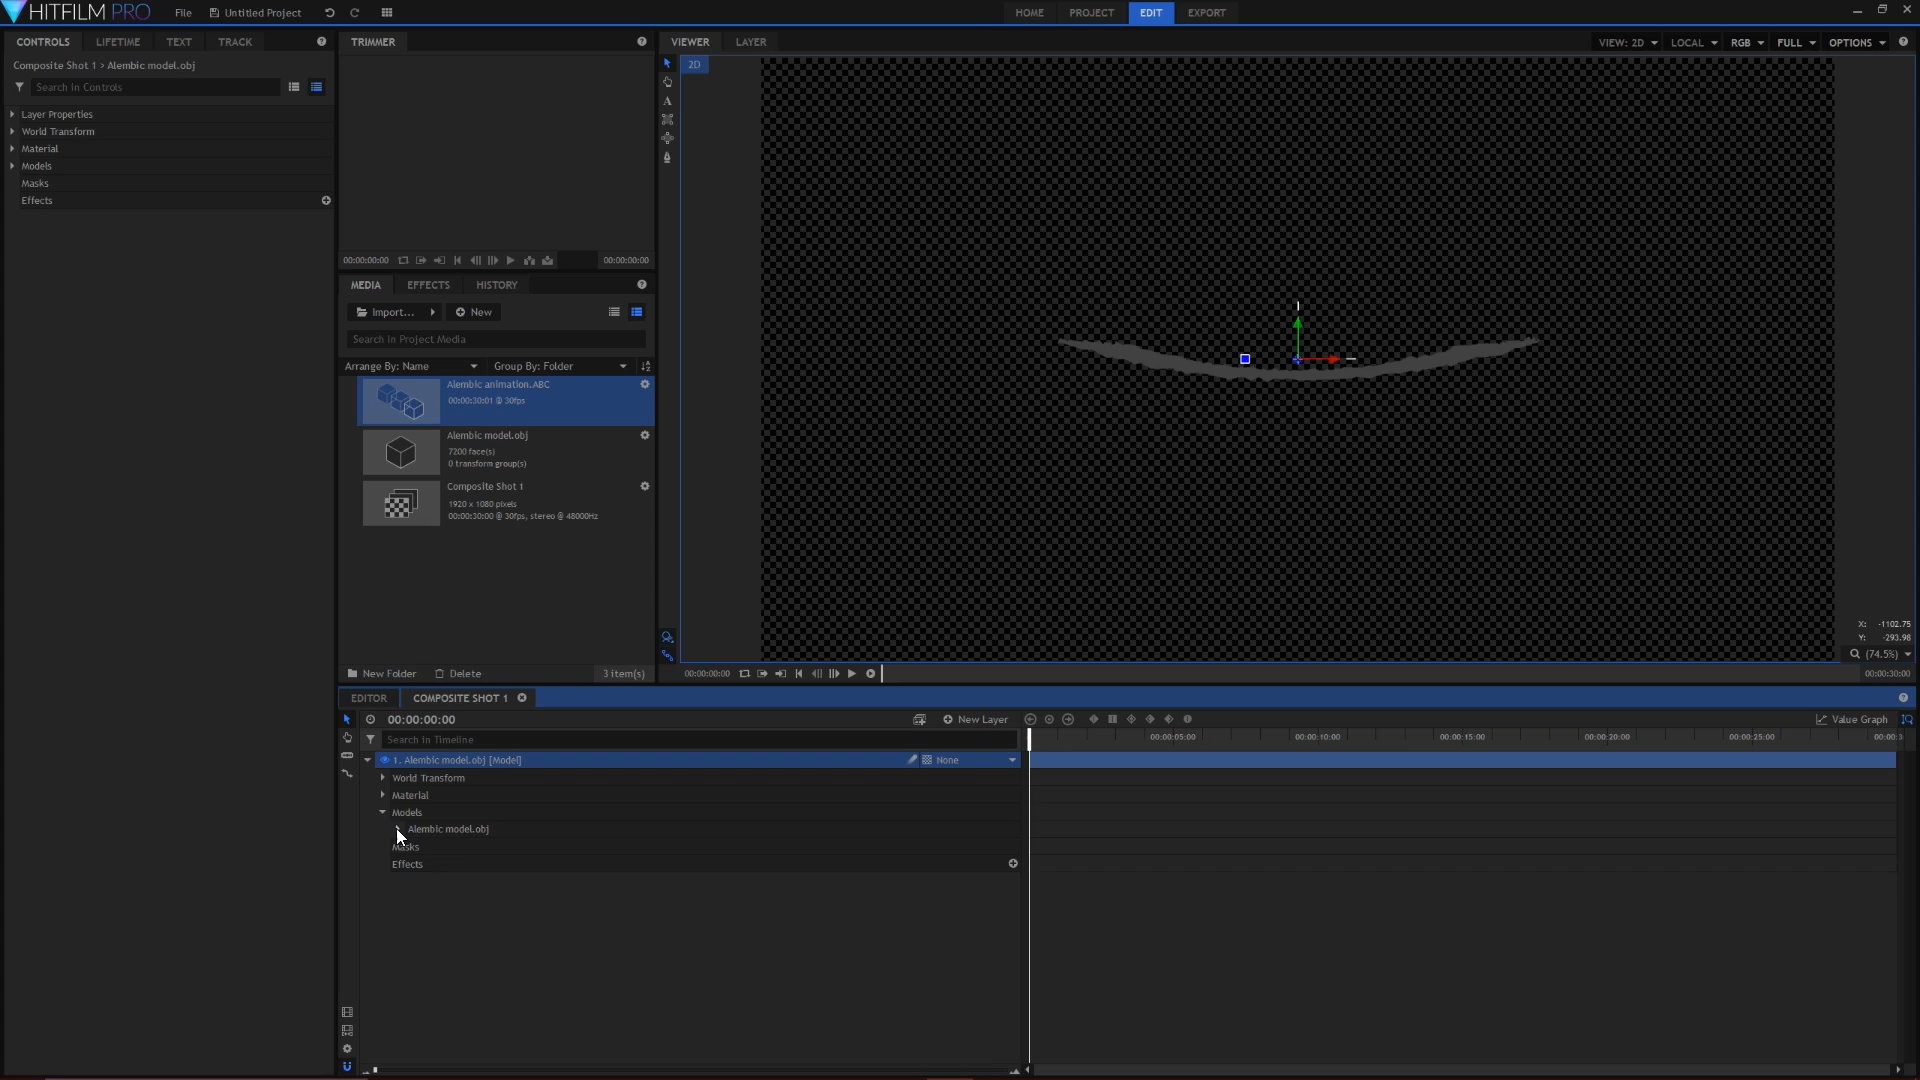 HITFILM PRO File Untitled Project HOME PROJECT EDIT EXPORT
CONTROLS LIFETIME TEXT TRACK
Composite Shot 1 > Alembic model.obj
Search in Controls
Layer Properties
World Transform
Material
Models
Masks
Effects
TRIMMER
00:00:00:00 00:00:00:00
MEDIA EFFECTS HISTORY
Import... New
Search in Project Media
Arrange By: Name Group By: Folder
Alembic animation.ABC
00:00:30:01 @ 30fps
Alembic model.obj
7200 face(s)
0 transform group(s)
Composite Shot 1
1920 x 1080 pixels
00:00:30:00 @ 30fps, stereo @ 48000Hz
New Folder Delete 3 item(s)
VIEWER LAYER VIEW: 2D LOCAL RGB FULL OPTIONS
2D
A
X: -1102.75
Y: -293.98
(74.5%)
00:00:00:00 00:00:30:00
EDITOR COMPOSITE SHOT 1
00:00:00:00 New Layer Value Graph
Search in Timeline 00:00:05:00 00:00:10:00 00:00:15:00 00:00:20:00 00:00:25:00 00:00:3
1. Alembic model.obj [Model] None
World Transform
Material
Models
Alembic model.obj
Masks
Effects